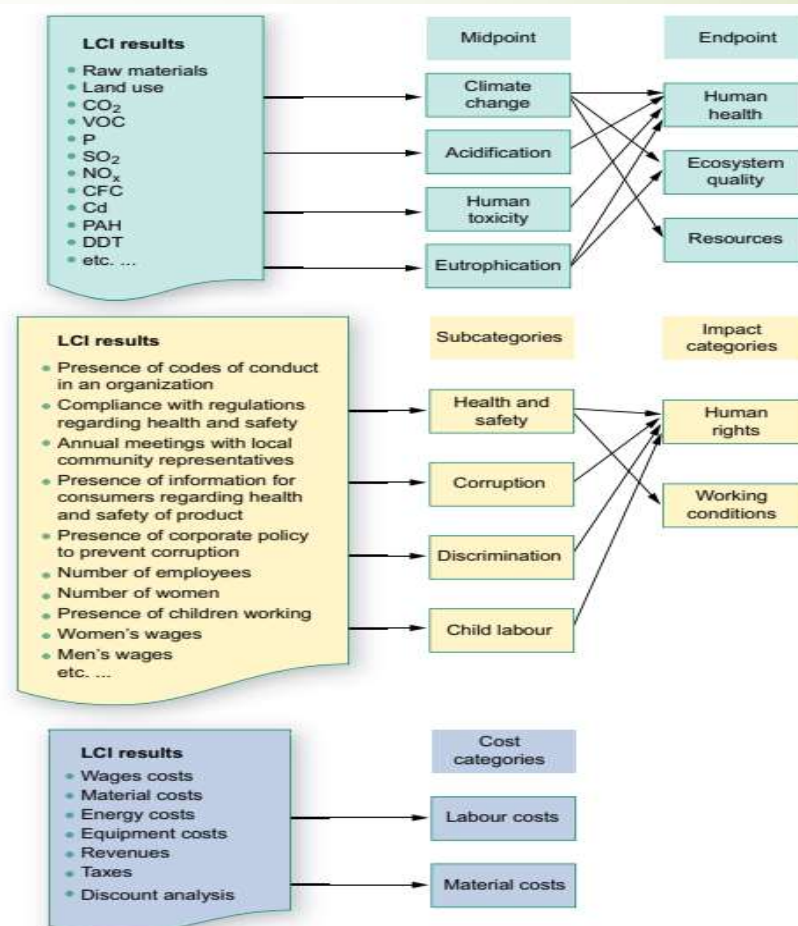 LCI results
Raw materials
Land use
CO₂
VOC
P
SO₂
NOₓ
CFC
Cd
PAH
DDT
etc. ...
Midpoint
Climate
change
Acidification
Human
toxicity
Eutrophication
Endpoint
Human
health
Ecosystem
quality
Resources
LCI results
Presence of codes of conduct
in an organization
Compliance with regulations
regarding health and safety
Annual meetings with local
community representatives
Presence of information for
consumers regarding health
and safety of product
Presence of corporate policy
to prevent corruption
Number of employees
Number of women
Presence of children working
Women's wages
Men's wages
etc. ...
Subcategories
Health and
safety
Corruption
Discrimination
Child labour
Impact
categories
Human
rights
Working
conditions
LCI results
Wages costs
Material costs
Energy costs
Equipment costs
Revenues
Taxes
Discount analysis
Cost
categories
Labour costs
Material costs